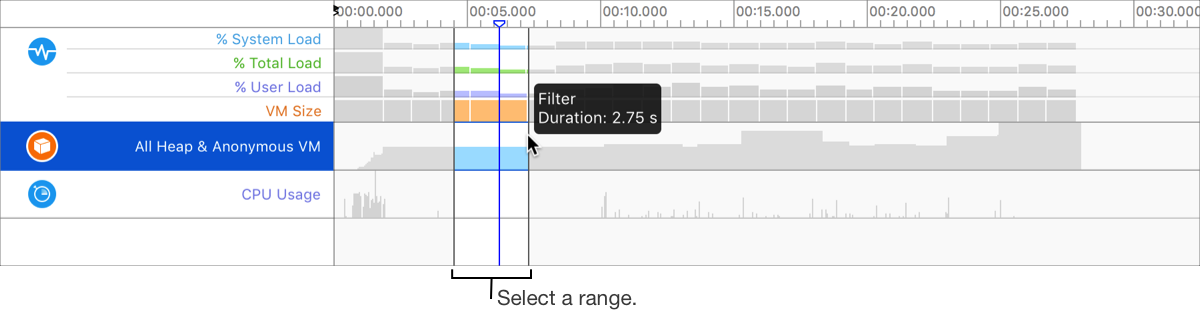 00:00.000 00:05.000 00:10.000 00:15.000 00:20.000 00:25.000 00:30.000
% System Load
% Total Load
% User Load
VM Size
Filter
Duration: 2.75 s
All Heap & Anonymous VM
CPU Usage
Select a range.